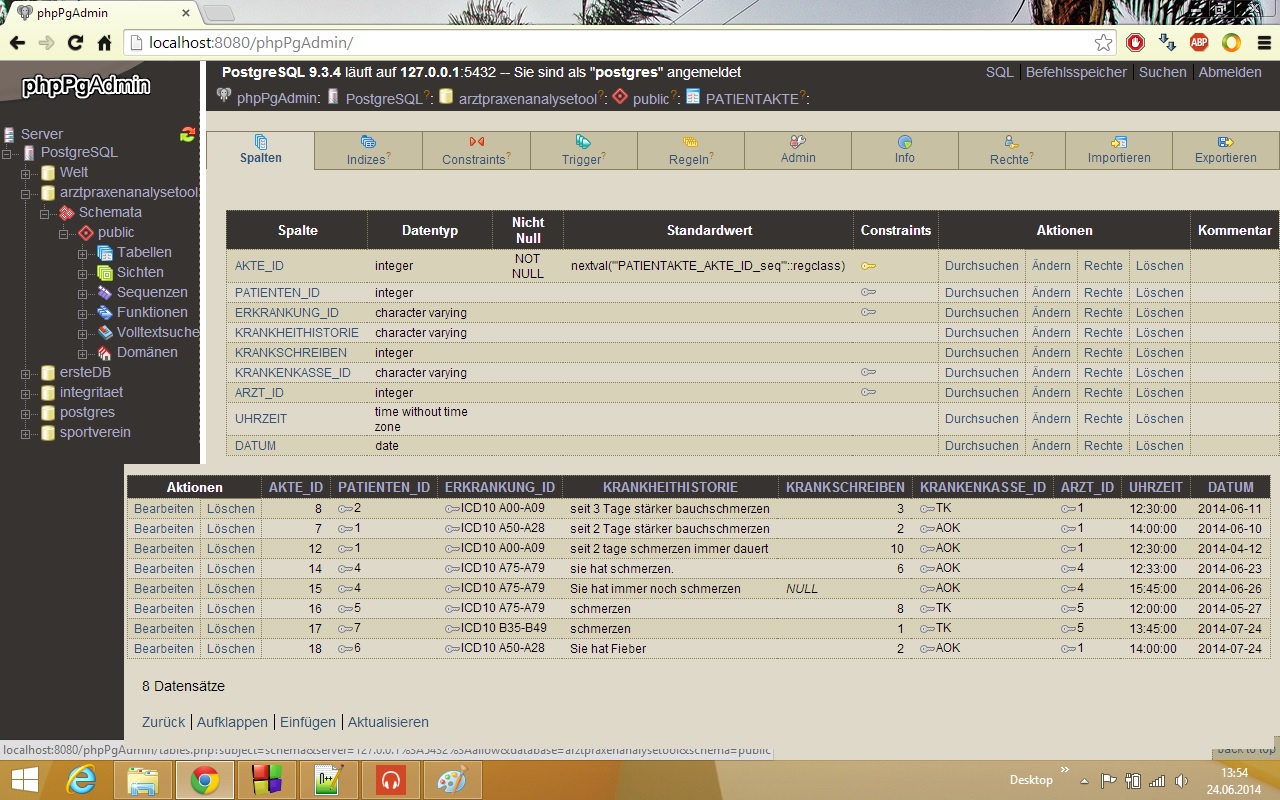 phpPgAdmin
localhost:8080/phpPgAdmin/
ABP
phpPgAdmin
PostgreSQL 9.3.4 läuft auf 127.0.0.1:5432 -- Sie sind als "postgres" angemeldet
SQL | Befehlsspeicher | Suchen | Abmelden
phpPgAdmin: PostgreSQL?: arztpraxenanalysetool?: public?: PATIENTAKTE?:
Server
PostgreSQL
Welt
arztpraxenanalysetool
Schemata
public
Tabellen
Sichten
Sequenzen
Funktionen
Volltextsuche
Domänen
ersteDB
integritaet
postgres
sportverein
Spalten Indizes? Constraints? Trigger? Regeln? Admin Info Rechte? Importieren Exportieren
Spalte Datentyp Nicht Null Standardwert Constraints Aktionen Kommentar
AKTE_ID integer NOT NULL nextval('"PATIENTAKTE_AKTE_ID_seq"'::regclass) Durchsuchen Ändern Rechte Löschen
PATIENTEN_ID integer Durchsuchen Ändern Rechte Löschen
ERKRANKUNG_ID character varying Durchsuchen Ändern Rechte Löschen
KRANKHEITHISTORIE character varying Durchsuchen Ändern Rechte Löschen
KRANKSCHREIBEN integer Durchsuchen Ändern Rechte Löschen
KRANKENKASSE_ID character varying Durchsuchen Ändern Rechte Löschen
ARZT_ID integer Durchsuchen Ändern Rechte Löschen
UHRZEIT time without time zone Durchsuchen Ändern Rechte Löschen
DATUM date Durchsuchen Ändern Rechte Löschen
Aktionen AKTE_ID PATIENTEN_ID ERKRANKUNG_ID KRANKHEITHISTORIE KRANKSCHREIBEN KRANKENKASSE_ID ARZT_ID UHRZEIT DATUM
Bearbeiten Löschen 8 2 ICD10 A00-A09 seit 3 Tage stärker bauchschmerzen 3 TK 1 12:30:00 2014-06-11
Bearbeiten Löschen 7 1 ICD10 A50-A28 seit 2 Tage stärker bauchschmerzen 2 AOK 1 14:00:00 2014-06-10
Bearbeiten Löschen 12 1 ICD10 A00-A09 seit 2 tage schmerzen immer dauert 10 AOK 1 12:30:00 2014-04-12
Bearbeiten Löschen 14 4 ICD10 A75-A79 sie hat schmerzen. 6 AOK 4 12:33:00 2014-06-23
Bearbeiten Löschen 15 4 ICD10 A75-A79 Sie hat immer noch schmerzen NULL AOK 4 15:45:00 2014-06-26
Bearbeiten Löschen 16 5 ICD10 A75-A79 schmerzen 8 TK 5 12:00:00 2014-05-27
Bearbeiten Löschen 17 7 ICD10 B35-B49 schmerzen 1 TK 5 13:45:00 2014-07-24
Bearbeiten Löschen 18 6 ICD10 A50-A28 Sie hat Fieber 2 AOK 1 14:00:00 2014-07-24
8 Datensätze
Zurück | Aufklappen | Einfügen | Aktualisieren
localhost:8080/phpPgAdmin/tables.php?subject=schema&server=127.0.0.1%3A5432%3Aallow&database=arztpraxenanalysetool&schema=public
back to top
Desktop
13:54
24.06.2014